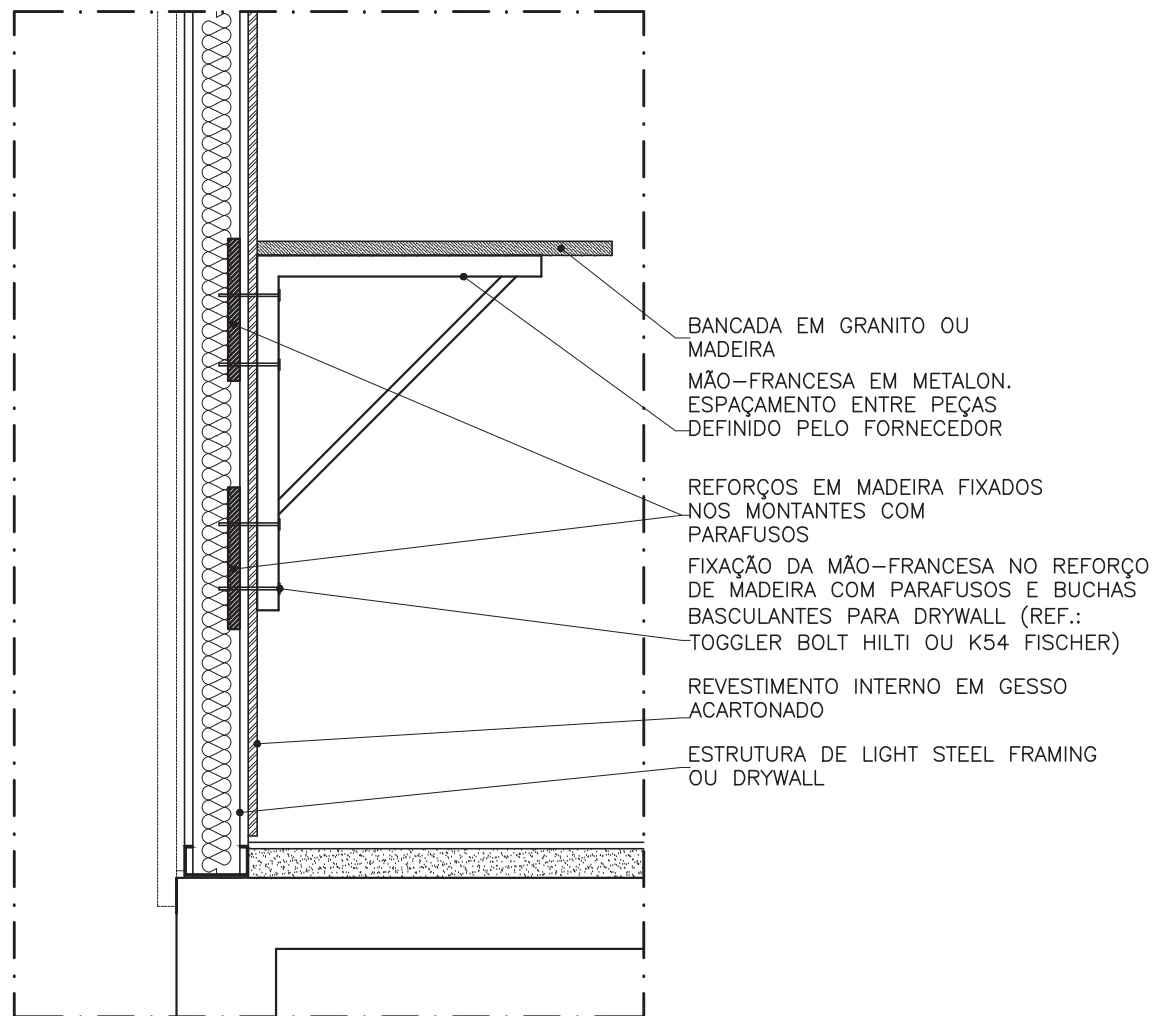 BANCADA EM GRANITO OU
MADEIRA
MÃO-FRANCESA EM METALON.
ESPAÇAMENTO ENTRE PEÇAS
DEFINIDO PELO FORNECEDOR
REFORÇOS EM MADEIRA FIXADOS
NOS MONTANTES COM
PARAFUSOS
FIXAÇÃO DA MÃO-FRANCESA NO REFORÇO
DE MADEIRA COM PARAFUSOS E BUCHAS
BASCULANTES PARA DRYWALL (REF.:
TOGGLER BOLT HILTI OU K54 FISCHER)
REVESTIMENTO INTERNO EM GESSO
ACARTONADO
ESTRUTURA DE LIGHT STEEL FRAMING
OU DRYWALL